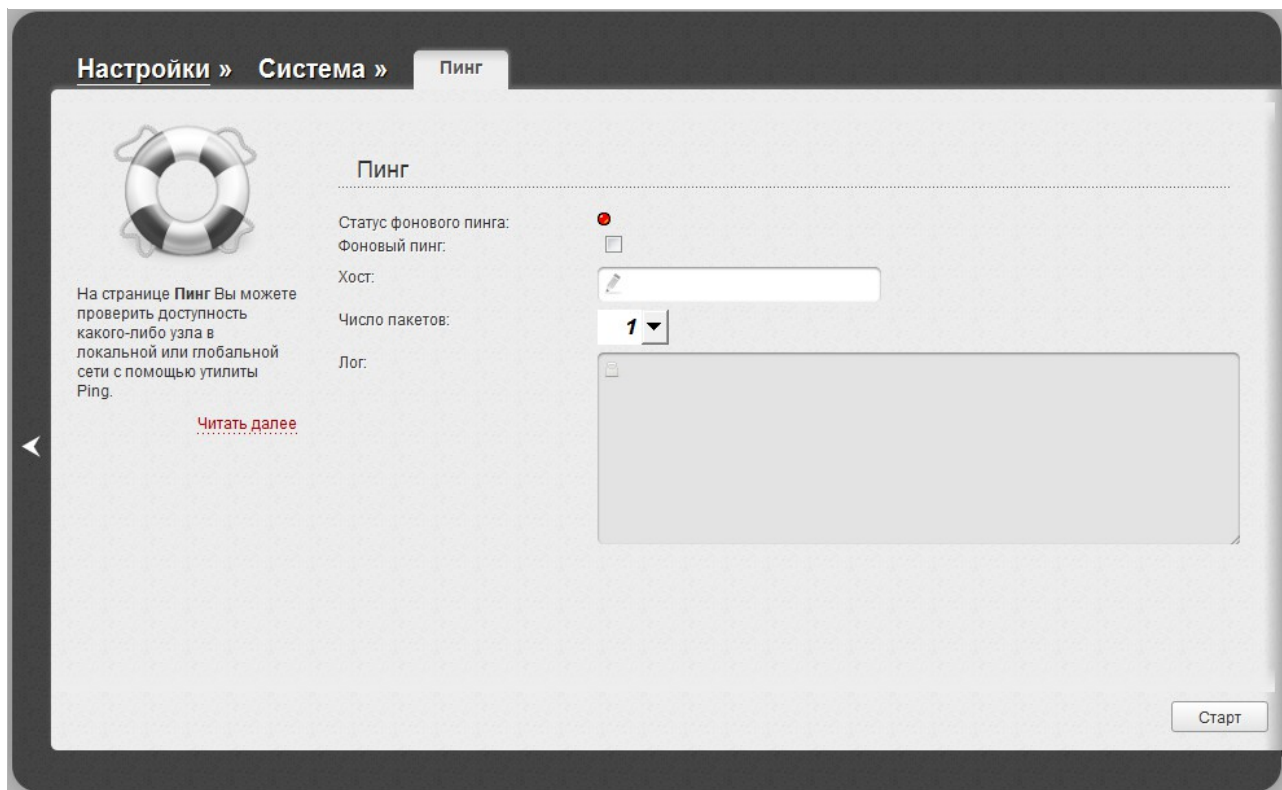 Настройки » Система » Пинг
Пинг
Статус фонового пинга:
Фоновый пинг:
Хост:
Число пакетов: 1
Лог:
На странице Пинг Вы можете
проверить доступность
какого-либо узла в
локальной или глобальной
сети с помощью утилиты
Ping.
Читать далее
Старт